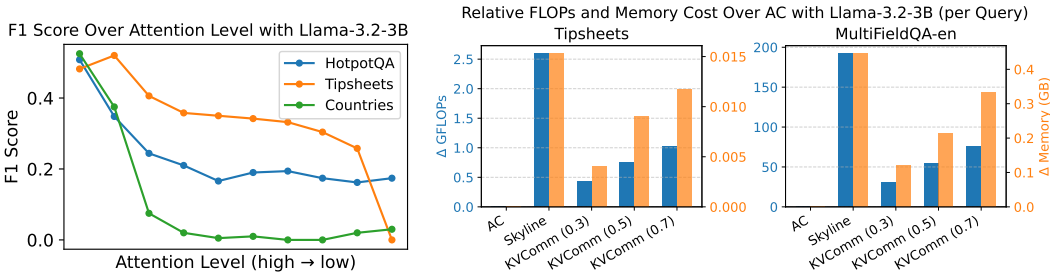 F1 Score Over Attention Level with Llama-3.2-3B
F1 Score
0.4
0.2
0.0
HotpotQA
Tipsheets
Countries
Attention Level (high → low)
Relative FLOPs and Memory Cost Over AC with Llama-3.2-3B (per Query)
Tipsheets
Δ GFLOPs
2.5
2.0
1.5
1.0
0.5
0.0
0.015
0.010
0.005
0.000
AC
Skyline
KVComm (0.3)
KVComm (0.5)
KVComm (0.7)
MultiFieldQA-en
200
150
100
50
0
0.4
0.3
0.2
0.1
0.0
Δ Memory (GB)
AC
Skyline
KVComm (0.3)
KVComm (0.5)
KVComm (0.7)